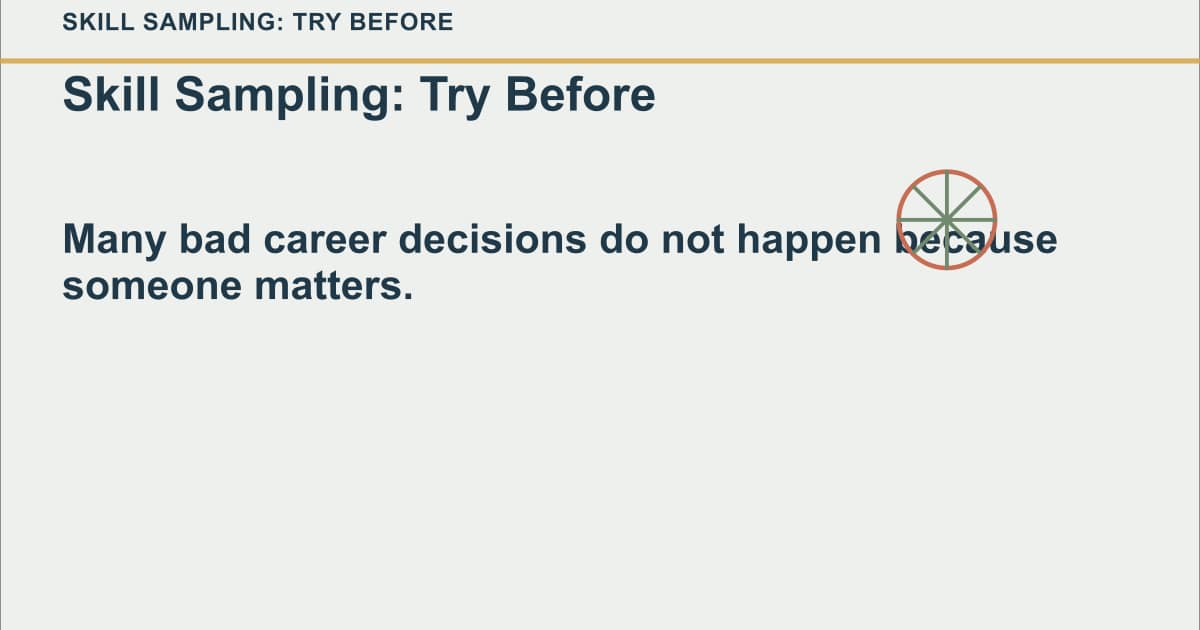 SKILL SAMPLING: TRY BEFORE
Skill Sampling: Try Before
Many bad career decisions do not happen because
someone matters.